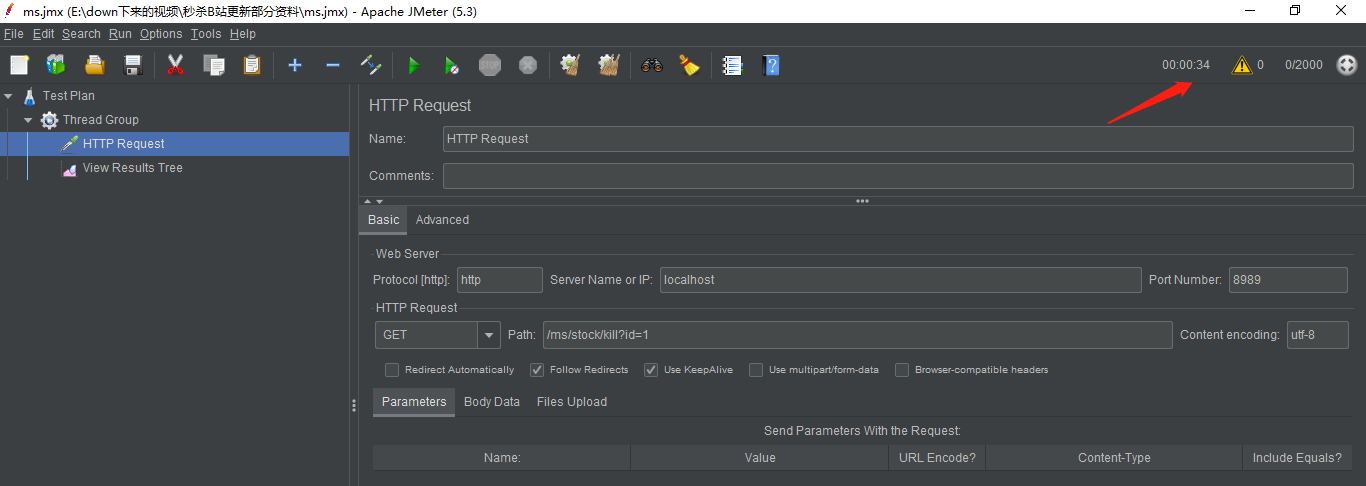 ms.jmx (E:\down下来的视频\秒杀B站更新部分资料\ms.jmx) - Apache JMeter (5.3)
File Edit Search Run Options Tools Help
STOP 00:00:34 0 0/2000
Test Plan
Thread Group
HTTP Request
View Results Tree
HTTP Request
Name: HTTP Request
Comments:
Basic Advanced
Web Server
Protocol [http]: http Server Name or IP: localhost Port Number: 8989
HTTP Request
GET Path: /ms/stock/kill?id=1 Content encoding: utf-8
Redirect Automatically Follow Redirects Use KeepAlive Use multipart/form-data Browser-compatible headers
Parameters Body Data Files Upload
Send Parameters With the Request:
Name: Value URL Encode? Content-Type Include Equals?